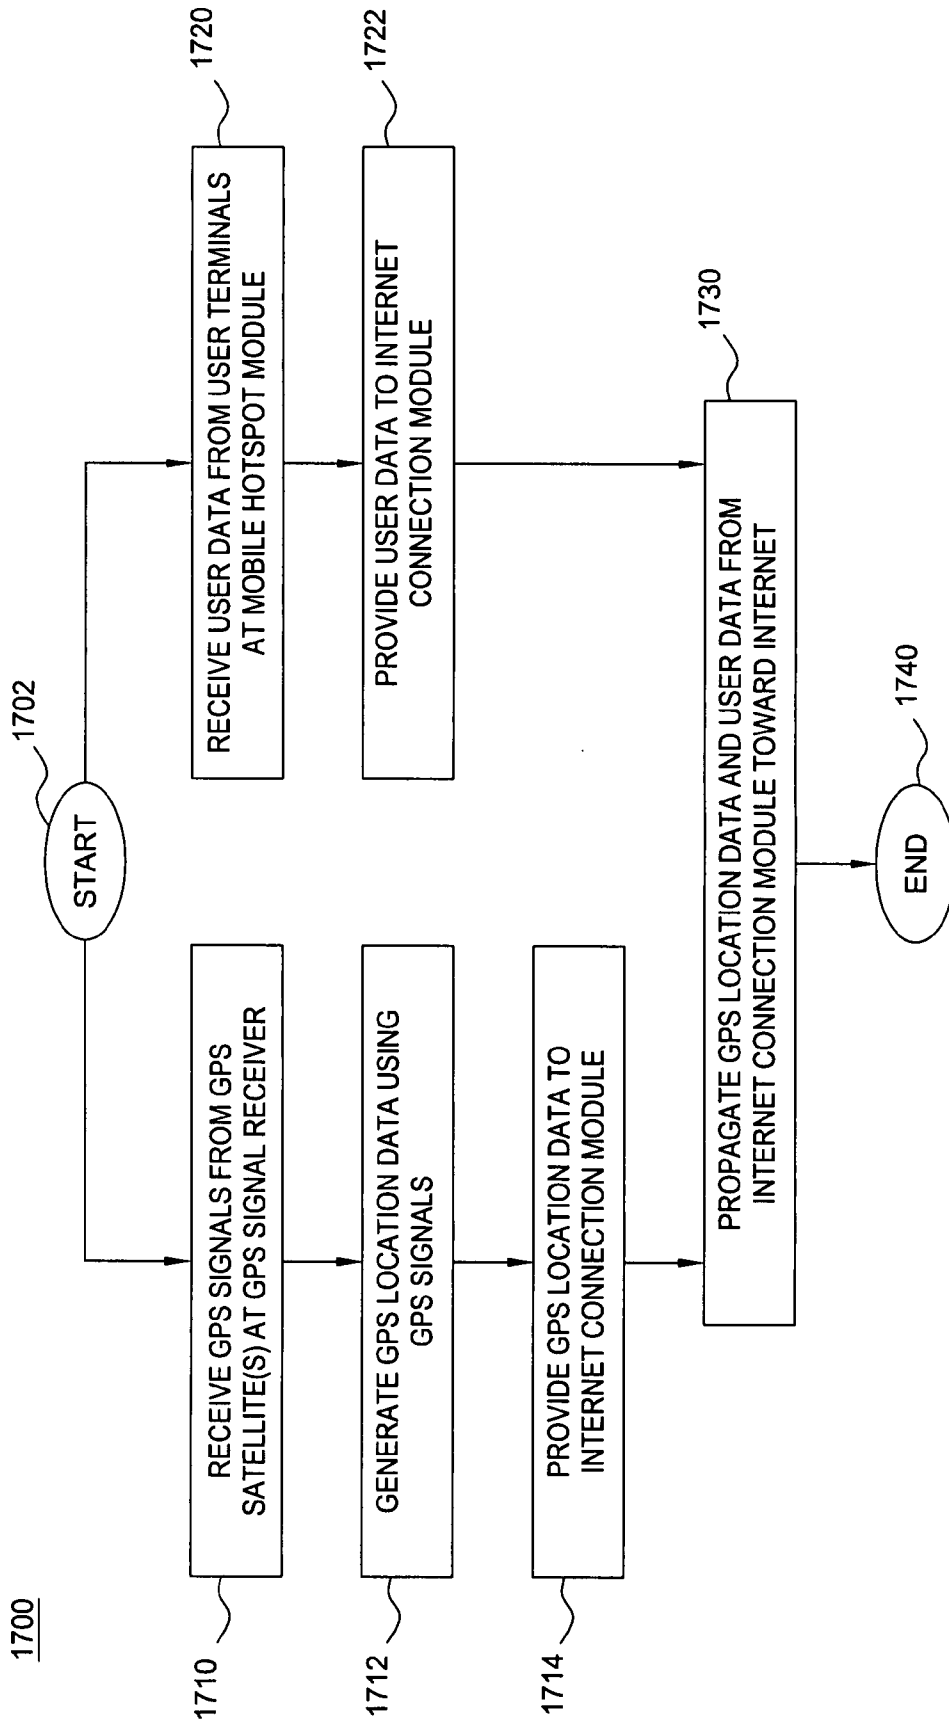 1700
1702
START
1710
RECEIVE GPS SIGNALS FROM GPS
SATELLITE(S) AT GPS SIGNAL RECEIVER
1712
GENERATE GPS LOCATION DATA USING
GPS SIGNALS
1714
PROVIDE GPS LOCATION DATA TO
INTERNET CONNECTION MODULE
1720
RECEIVE USER DATA FROM USER TERMINALS
AT MOBILE HOTSPOT MODULE
1722
PROVIDE USER DATA TO INTERNET
CONNECTION MODULE
1730
PROPAGATE GPS LOCATION DATA AND USER DATA FROM
INTERNET CONNECTION MODULE TOWARD INTERNET
1740
END